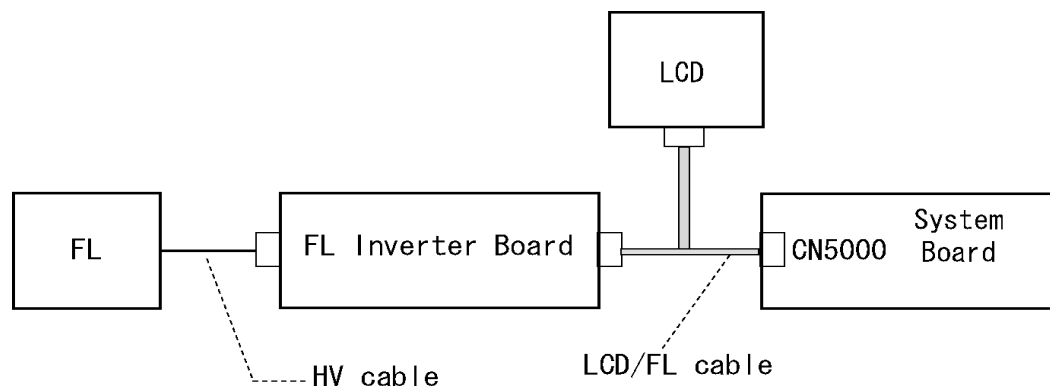 LCD
FL
FL Inverter Board
CN5000
System
Board
HV cable
LCD/FL cable